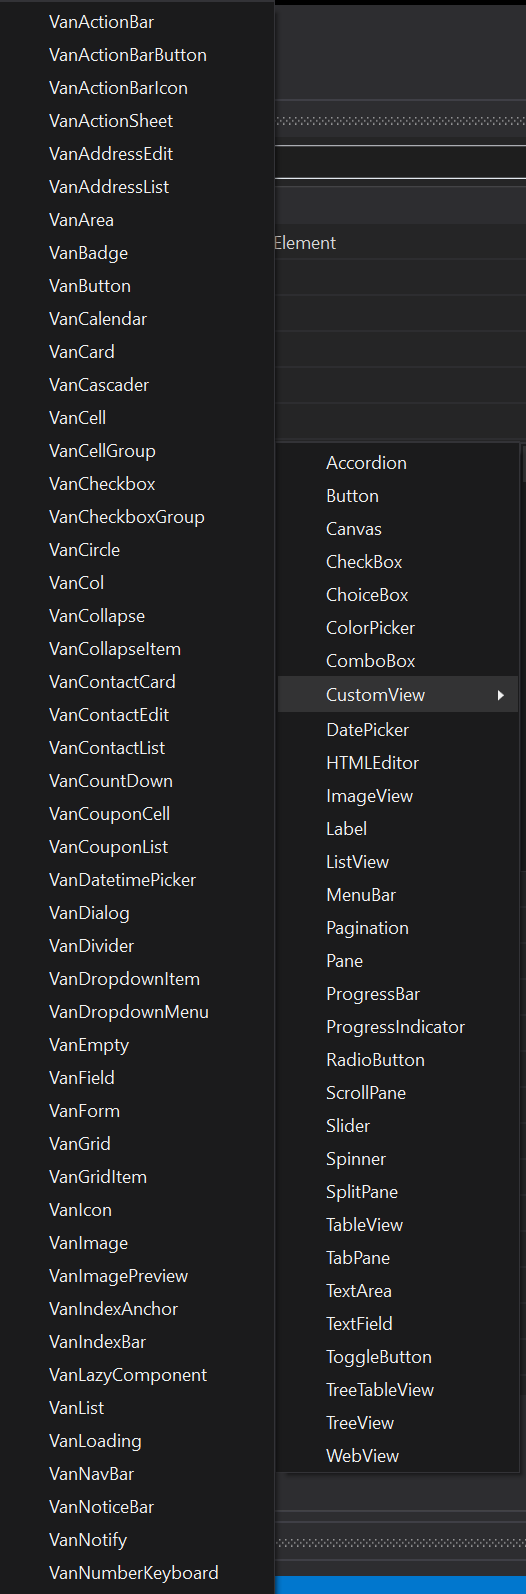 VanActionBar
VanActionBarButton
VanActionBarIcon
VanActionSheet
VanAddressEdit
VanAddressList
VanArea
VanBadge
VanButton
VanCalendar
VanCard
VanCascader
VanCell
VanCellGroup
VanCheckbox
VanCheckboxGroup
VanCircle
VanCol
VanCollapse
VanCollapseItem
VanContactCard
VanContactEdit
VanContactList
VanCountDown
VanCouponCell
VanCouponList
VanDatetimePicker
VanDialog
VanDivider
VanDropdownItem
VanDropdownMenu
VanEmpty
VanField
VanForm
VanGrid
VanGridItem
VanIcon
VanImage
VanImagePreview
VanIndexAnchor
VanIndexBar
VanLazyComponent
VanList
VanLoading
VanNavBar
VanNoticeBar
VanNotify
VanNumberKeyboard
Element
Accordion
Button
Canvas
CheckBox
ChoiceBox
ColorPicker
ComboBox
CustomView
DatePicker
HTMLEditor
ImageView
Label
ListView
MenuBar
Pagination
Pane
ProgressBar
ProgressIndicator
RadioButton
ScrollPane
Slider
Spinner
SplitPane
TableView
TabPane
TextArea
TextField
ToggleButton
TreeTableView
TreeView
WebView